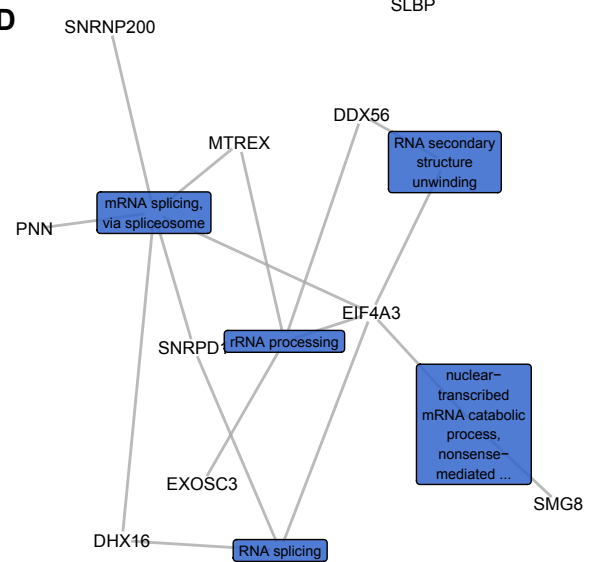 D
SLBP
SNRNP200
DDX56
MTREX
RNA secondary
structure
unwinding
mRNA splicing,
via spliceosome
PNN
EIF4A3
SNRPD1
rRNA processing
nuclear−
transcribed
mRNA catabolic
process,
nonsense−
mediated ...
EXOSC3
SMG8
DHX16
RNA splicing